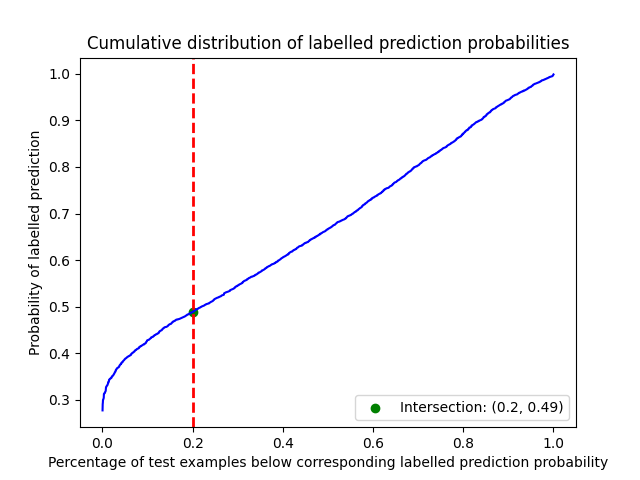 Cumulative distribution of labelled prediction probabilities
Probability of labelled prediction
1.0
0.9
0.8
0.7
0.6
0.5
0.4
0.3
Intersection: (0.2, 0.49)
0.0 0.2 0.4 0.6 0.8 1.0
Percentage of test examples below corresponding labelled prediction probability